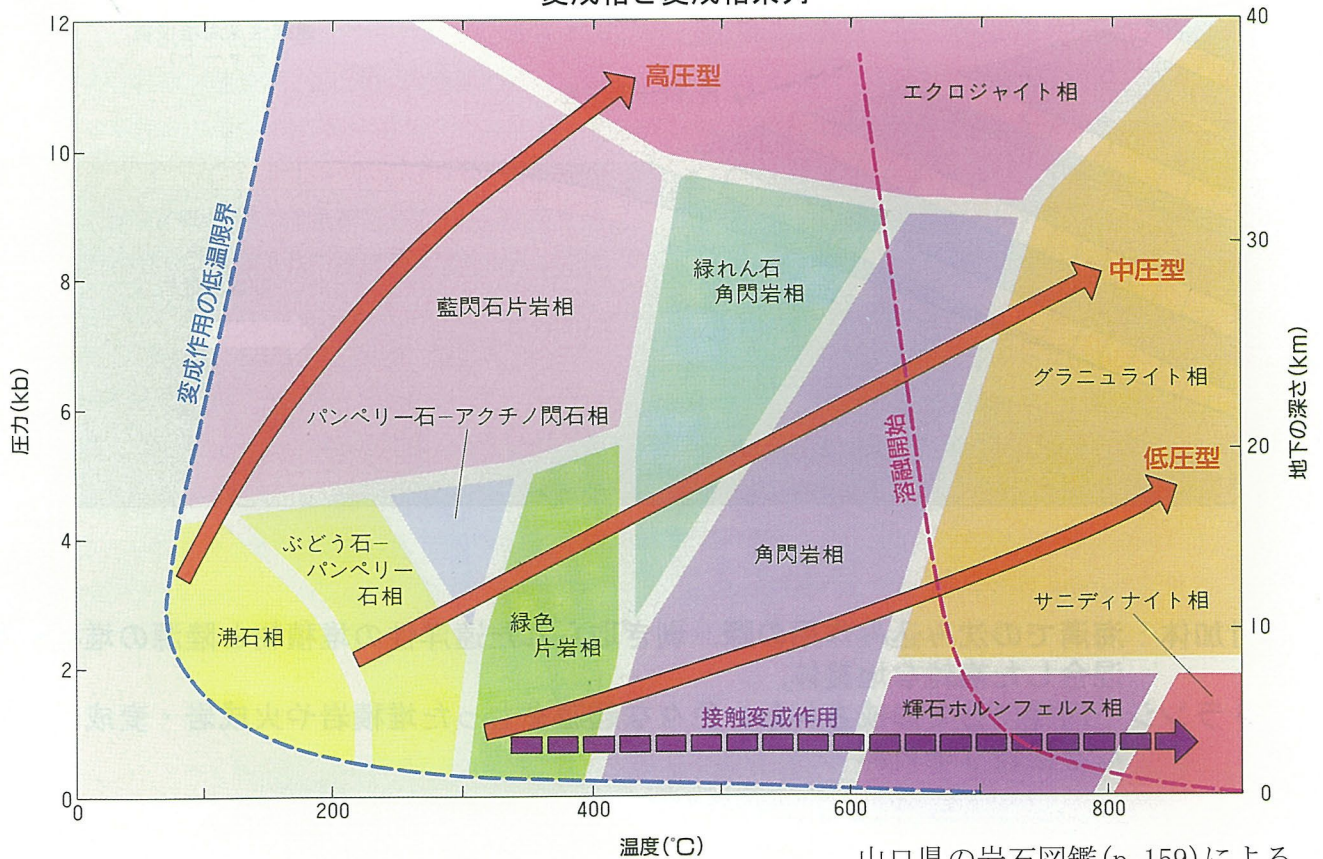 変成相と変成相系列
12
10
8
6
4
2
0
圧力(kb)
40
30
20
10
0
地下の深さ(km)
0
200
400
600
800
温度(℃)
変成作用の低温限界
高圧型
エクロジャイト相
緑れん石
角閃岩相
中圧型
藍閃石片岩相
グラニュライト相
パンペリー石−アクチノ閃石相
溶融開始
低圧型
ぶどう石−
パンペリー
石相
角閃岩相
サニディナイト相
沸石相
緑色
片岩相
接触変成作用
輝石ホルンフェルス相
山口県の岩石図鑑(p.159)による